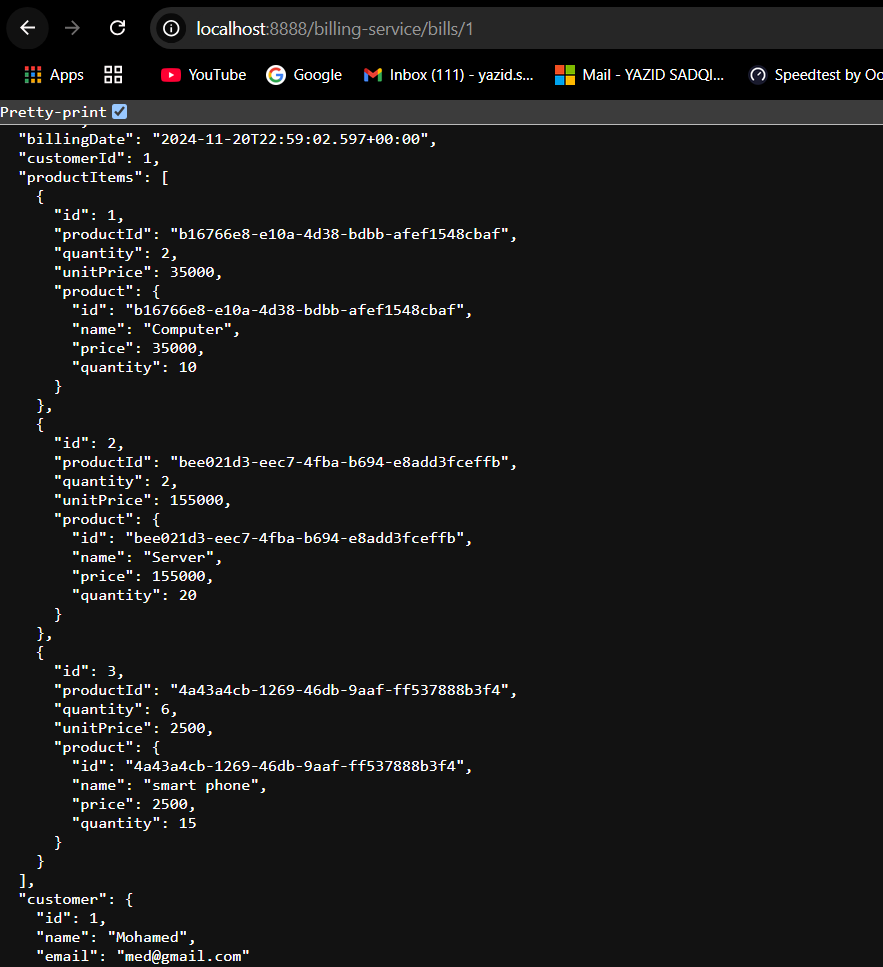 localhost:8888/billing-service/bills/1
Apps YouTube Google Inbox (111) - yazid.s... Mail - YAZID SADQI... Speedtest by Oo
Pretty-print
  "billingDate": "2024-11-20T22:59:02.597+00:00",
  "customerId": 1,
  "productItems": [
    {
      "id": 1,
      "productId": "b16766e8-e10a-4d38-bdbb-afef1548cbaf",
      "quantity": 2,
      "unitPrice": 35000,
      "product": {
        "id": "b16766e8-e10a-4d38-bdbb-afef1548cbaf",
        "name": "Computer",
        "price": 35000,
        "quantity": 10
      }
    },
    {
      "id": 2,
      "productId": "bee021d3-eec7-4fba-b694-e8add3fceffb",
      "quantity": 2,
      "unitPrice": 155000,
      "product": {
        "id": "bee021d3-eec7-4fba-b694-e8add3fceffb",
        "name": "Server",
        "price": 155000,
        "quantity": 20
      }
    },
    {
      "id": 3,
      "productId": "4a43a4cb-1269-46db-9aaf-ff537888b3f4",
      "quantity": 6,
      "unitPrice": 2500,
      "product": {
        "id": "4a43a4cb-1269-46db-9aaf-ff537888b3f4",
        "name": "smart phone",
        "price": 2500,
        "quantity": 15
      }
    }
  ],
  "customer": {
    "id": 1,
    "name": "Mohamed",
    "email": "med@gmail.com"